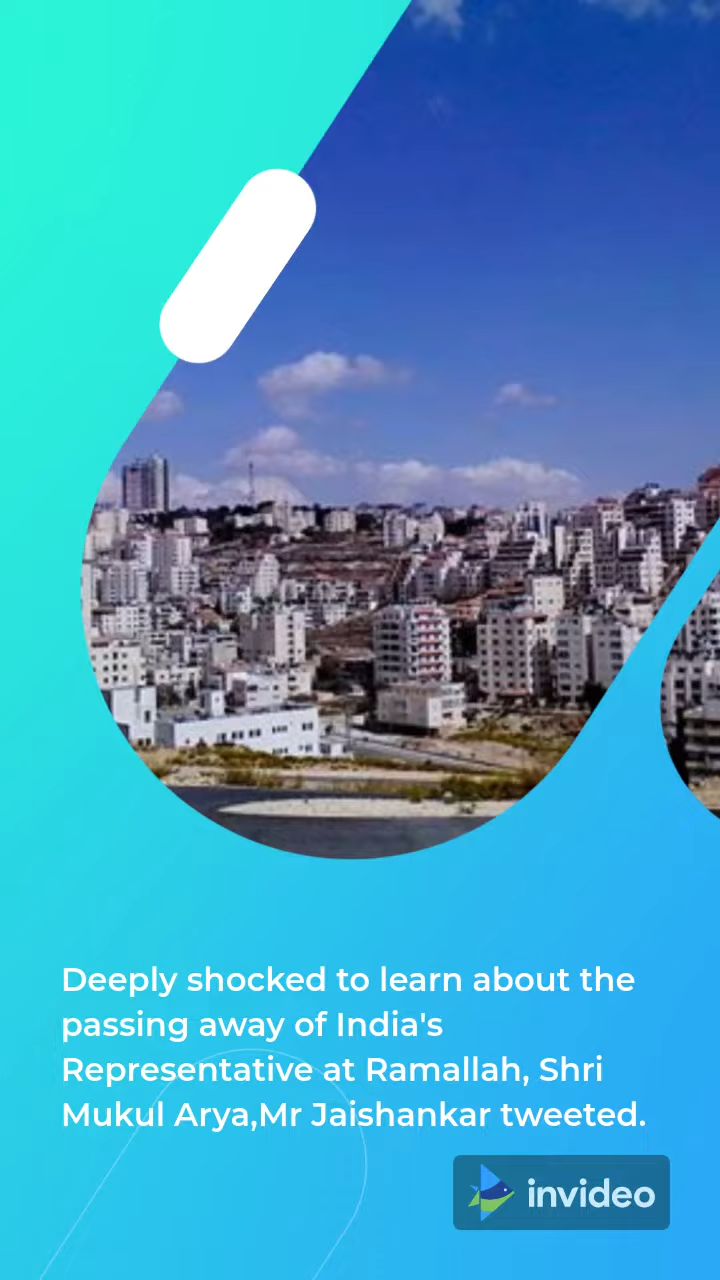 Deeply shocked to learn about the
passing away of India's
Representative at Ramallah, Shri
Mukul Arya,Mr Jaishankar tweeted.
invideo